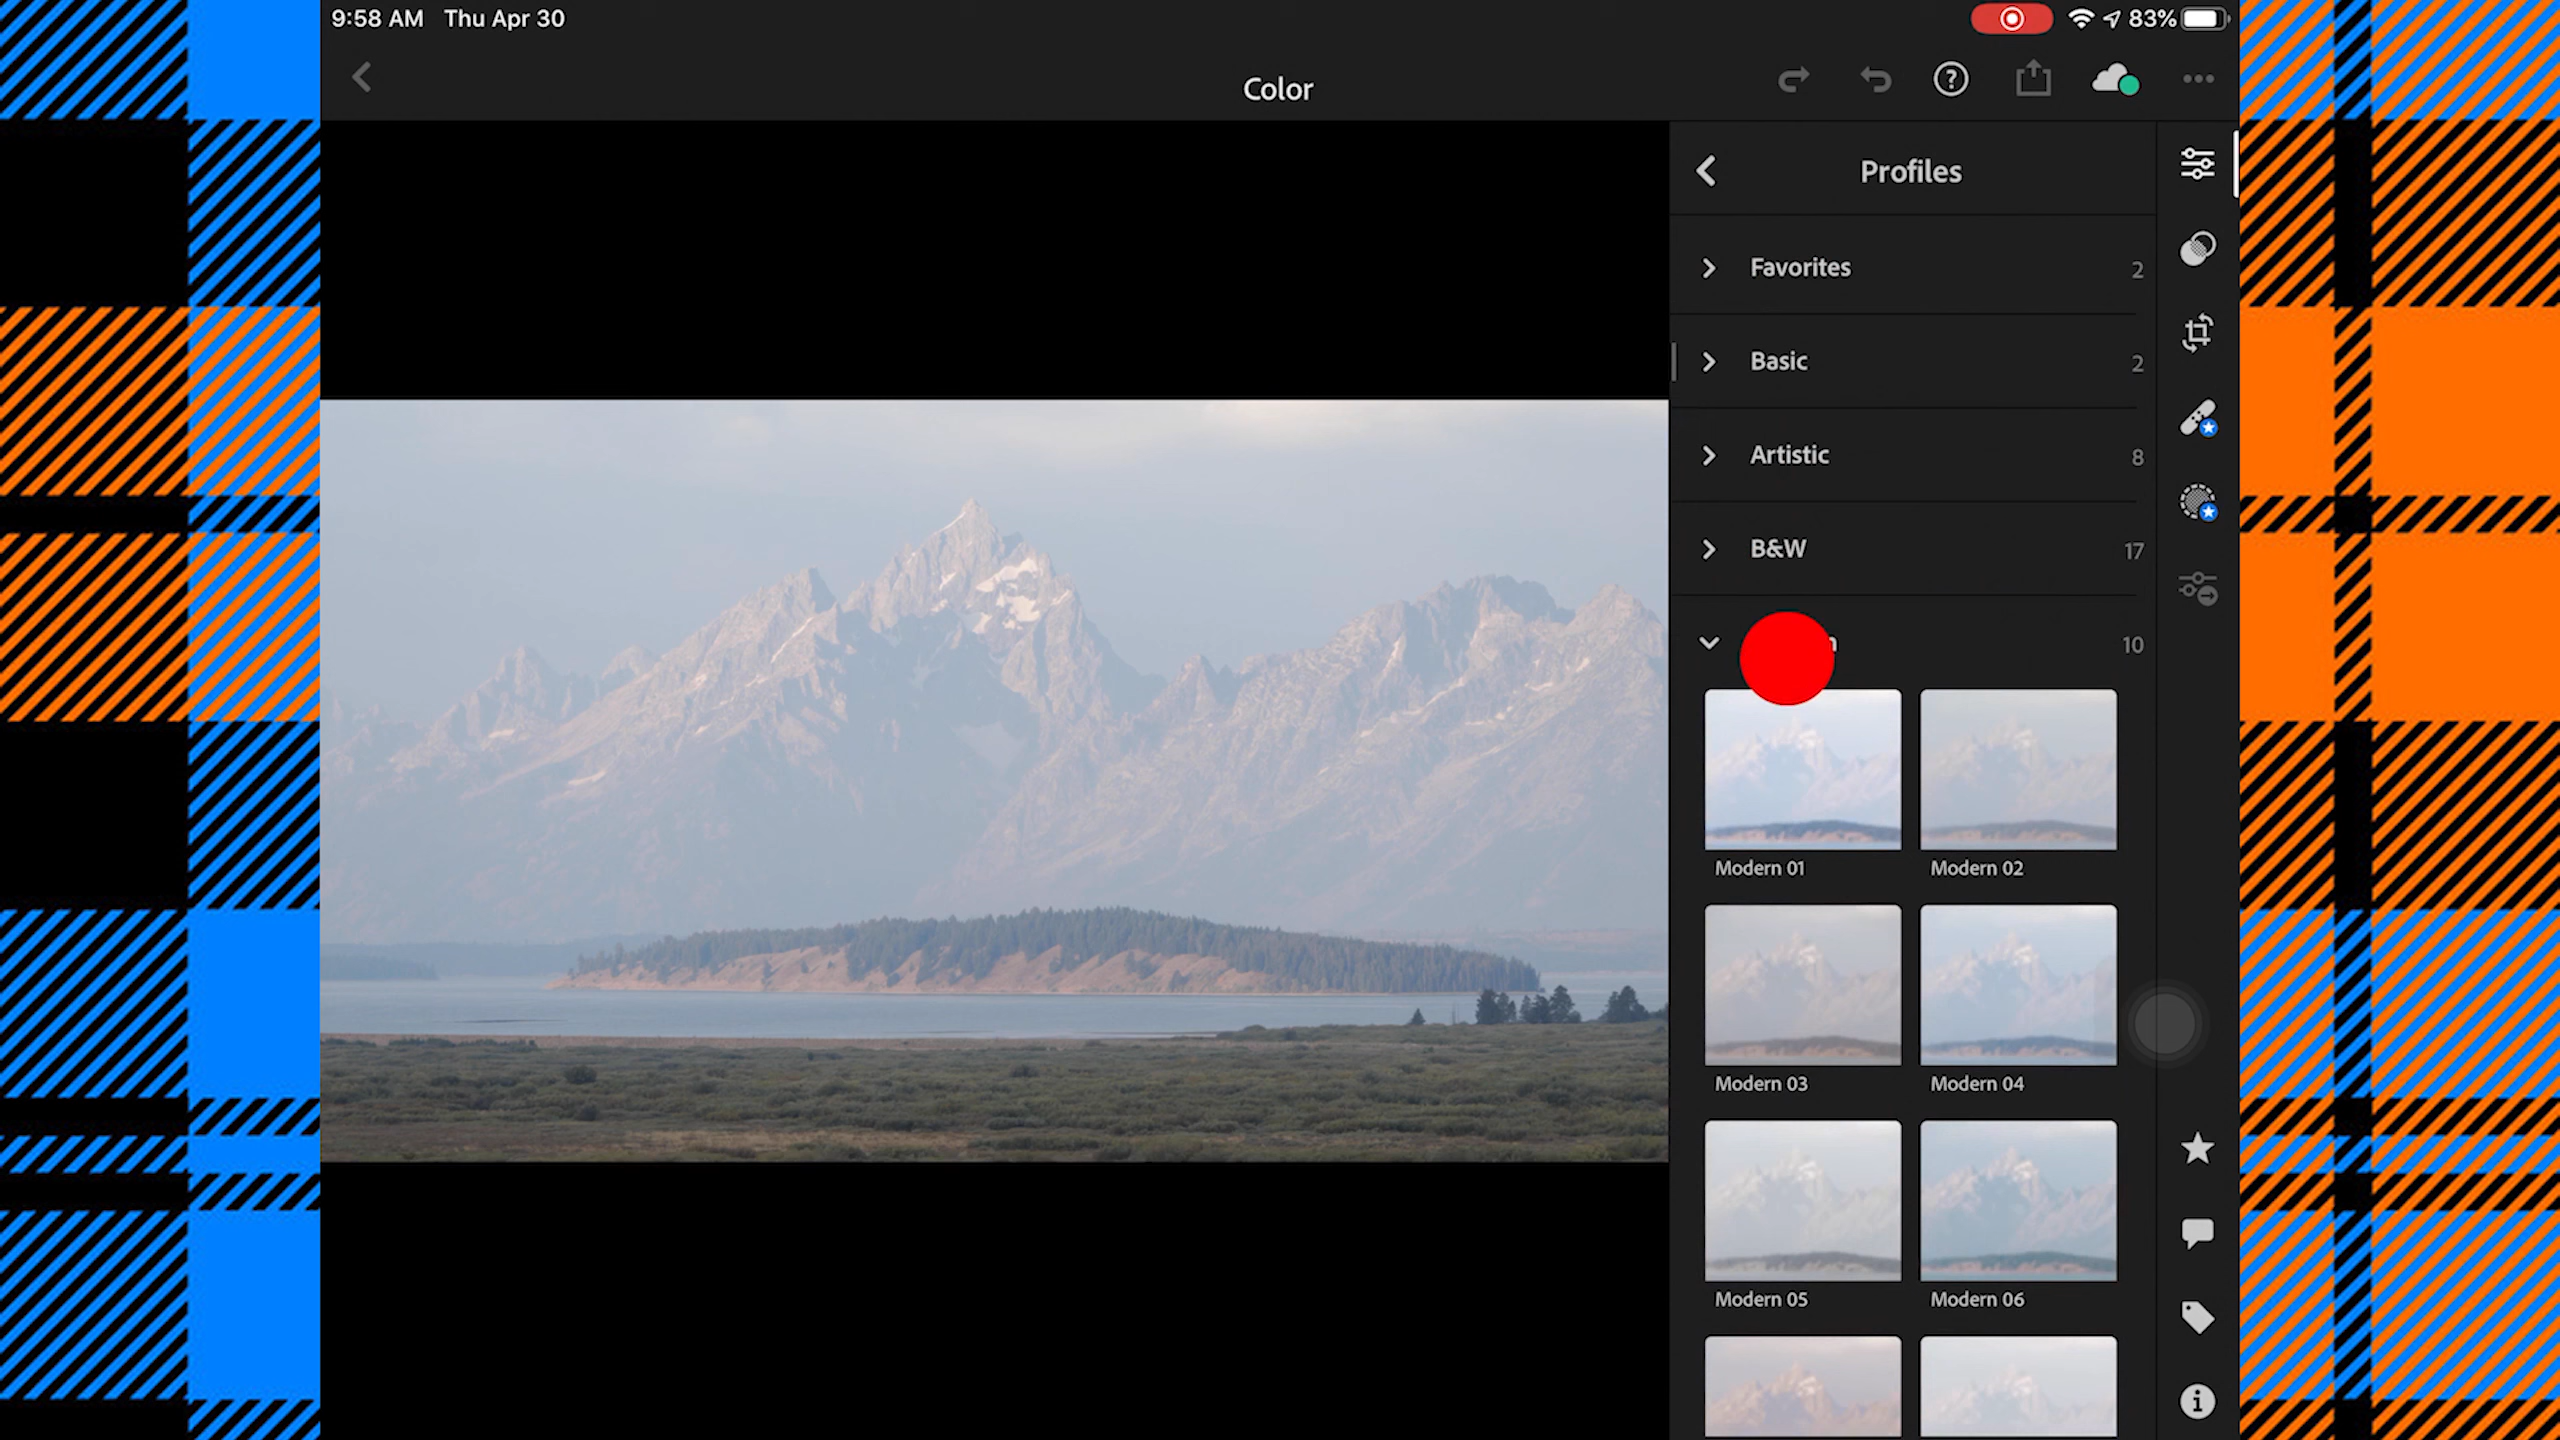 9:58 AM Thu Apr 30
83%
Color
Profiles
Favorites 2
Basic 2
Artistic 8
B&W 17
10
Modern 01
Modern 02
Modern 03
Modern 04
Modern 05
Modern 06